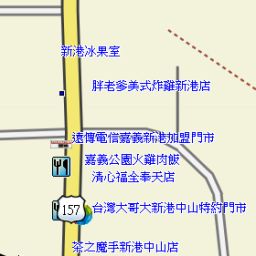 新港冰果室
胖老爹美式炸雞新港店
遠傳電信嘉義新港加盟門市
嘉義公園火雞肉飯
清心福全奉天店
157
台灣大哥大新港中山特約門市
茶之魔手新港中山店